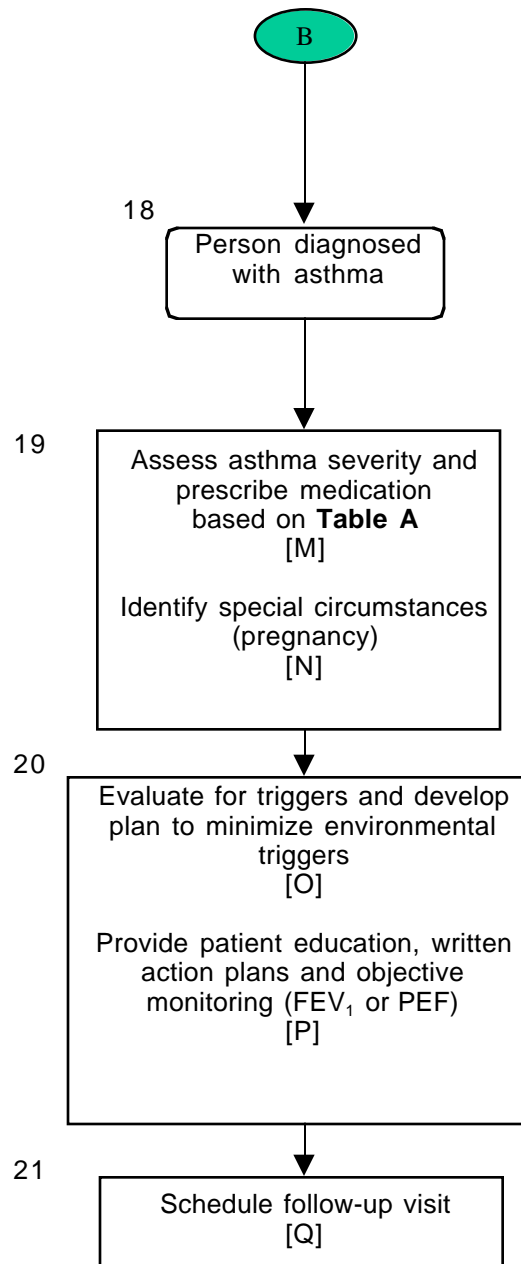 B
18
Person diagnosed
with asthma
19
Assess asthma severity and
prescribe medication
based on Table A
[M]
Identify special circumstances
(pregnancy)
[N]
20
Evaluate for triggers and develop
plan to minimize environmental
triggers
[O]
Provide patient education, written
action plans and objective
monitoring (FEV₁ or PEF)
[P]
21
Schedule follow-up visit
[Q]